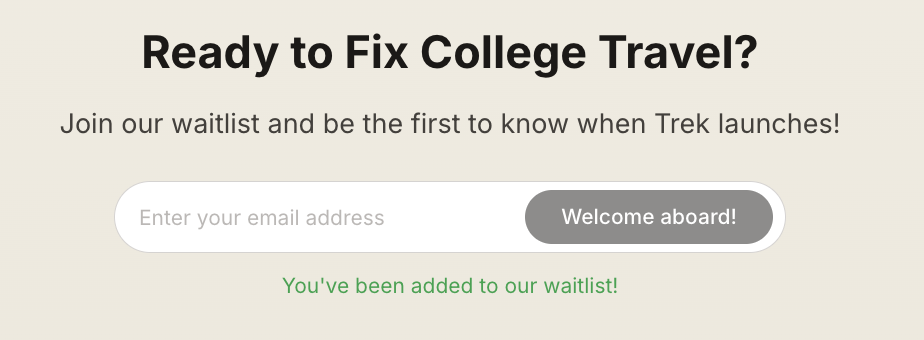 Ready to Fix College Travel?
Join our waitlist and be the first to know when Trek launches!
Enter your email address
Welcome aboard!
You've been added to our waitlist!